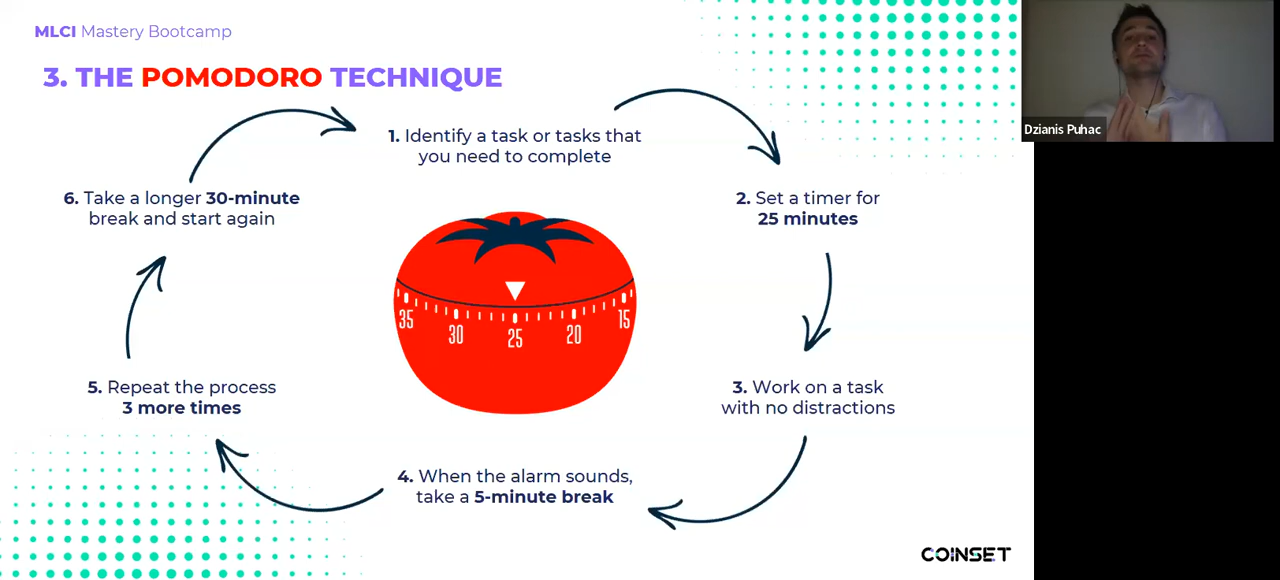 MLCI Mastery Bootcamp
3. THE POMODORO TECHNIQUE
1. Identify a task or tasks that
you need to complete
2. Set a timer for
25 minutes
3. Work on a task
with no distractions
4. When the alarm sounds,
take a 5-minute break
5. Repeat the process
3 more times
6. Take a longer 30-minute
break and start again
35 30 25 20 15
Dzianis Puhac
COINSET